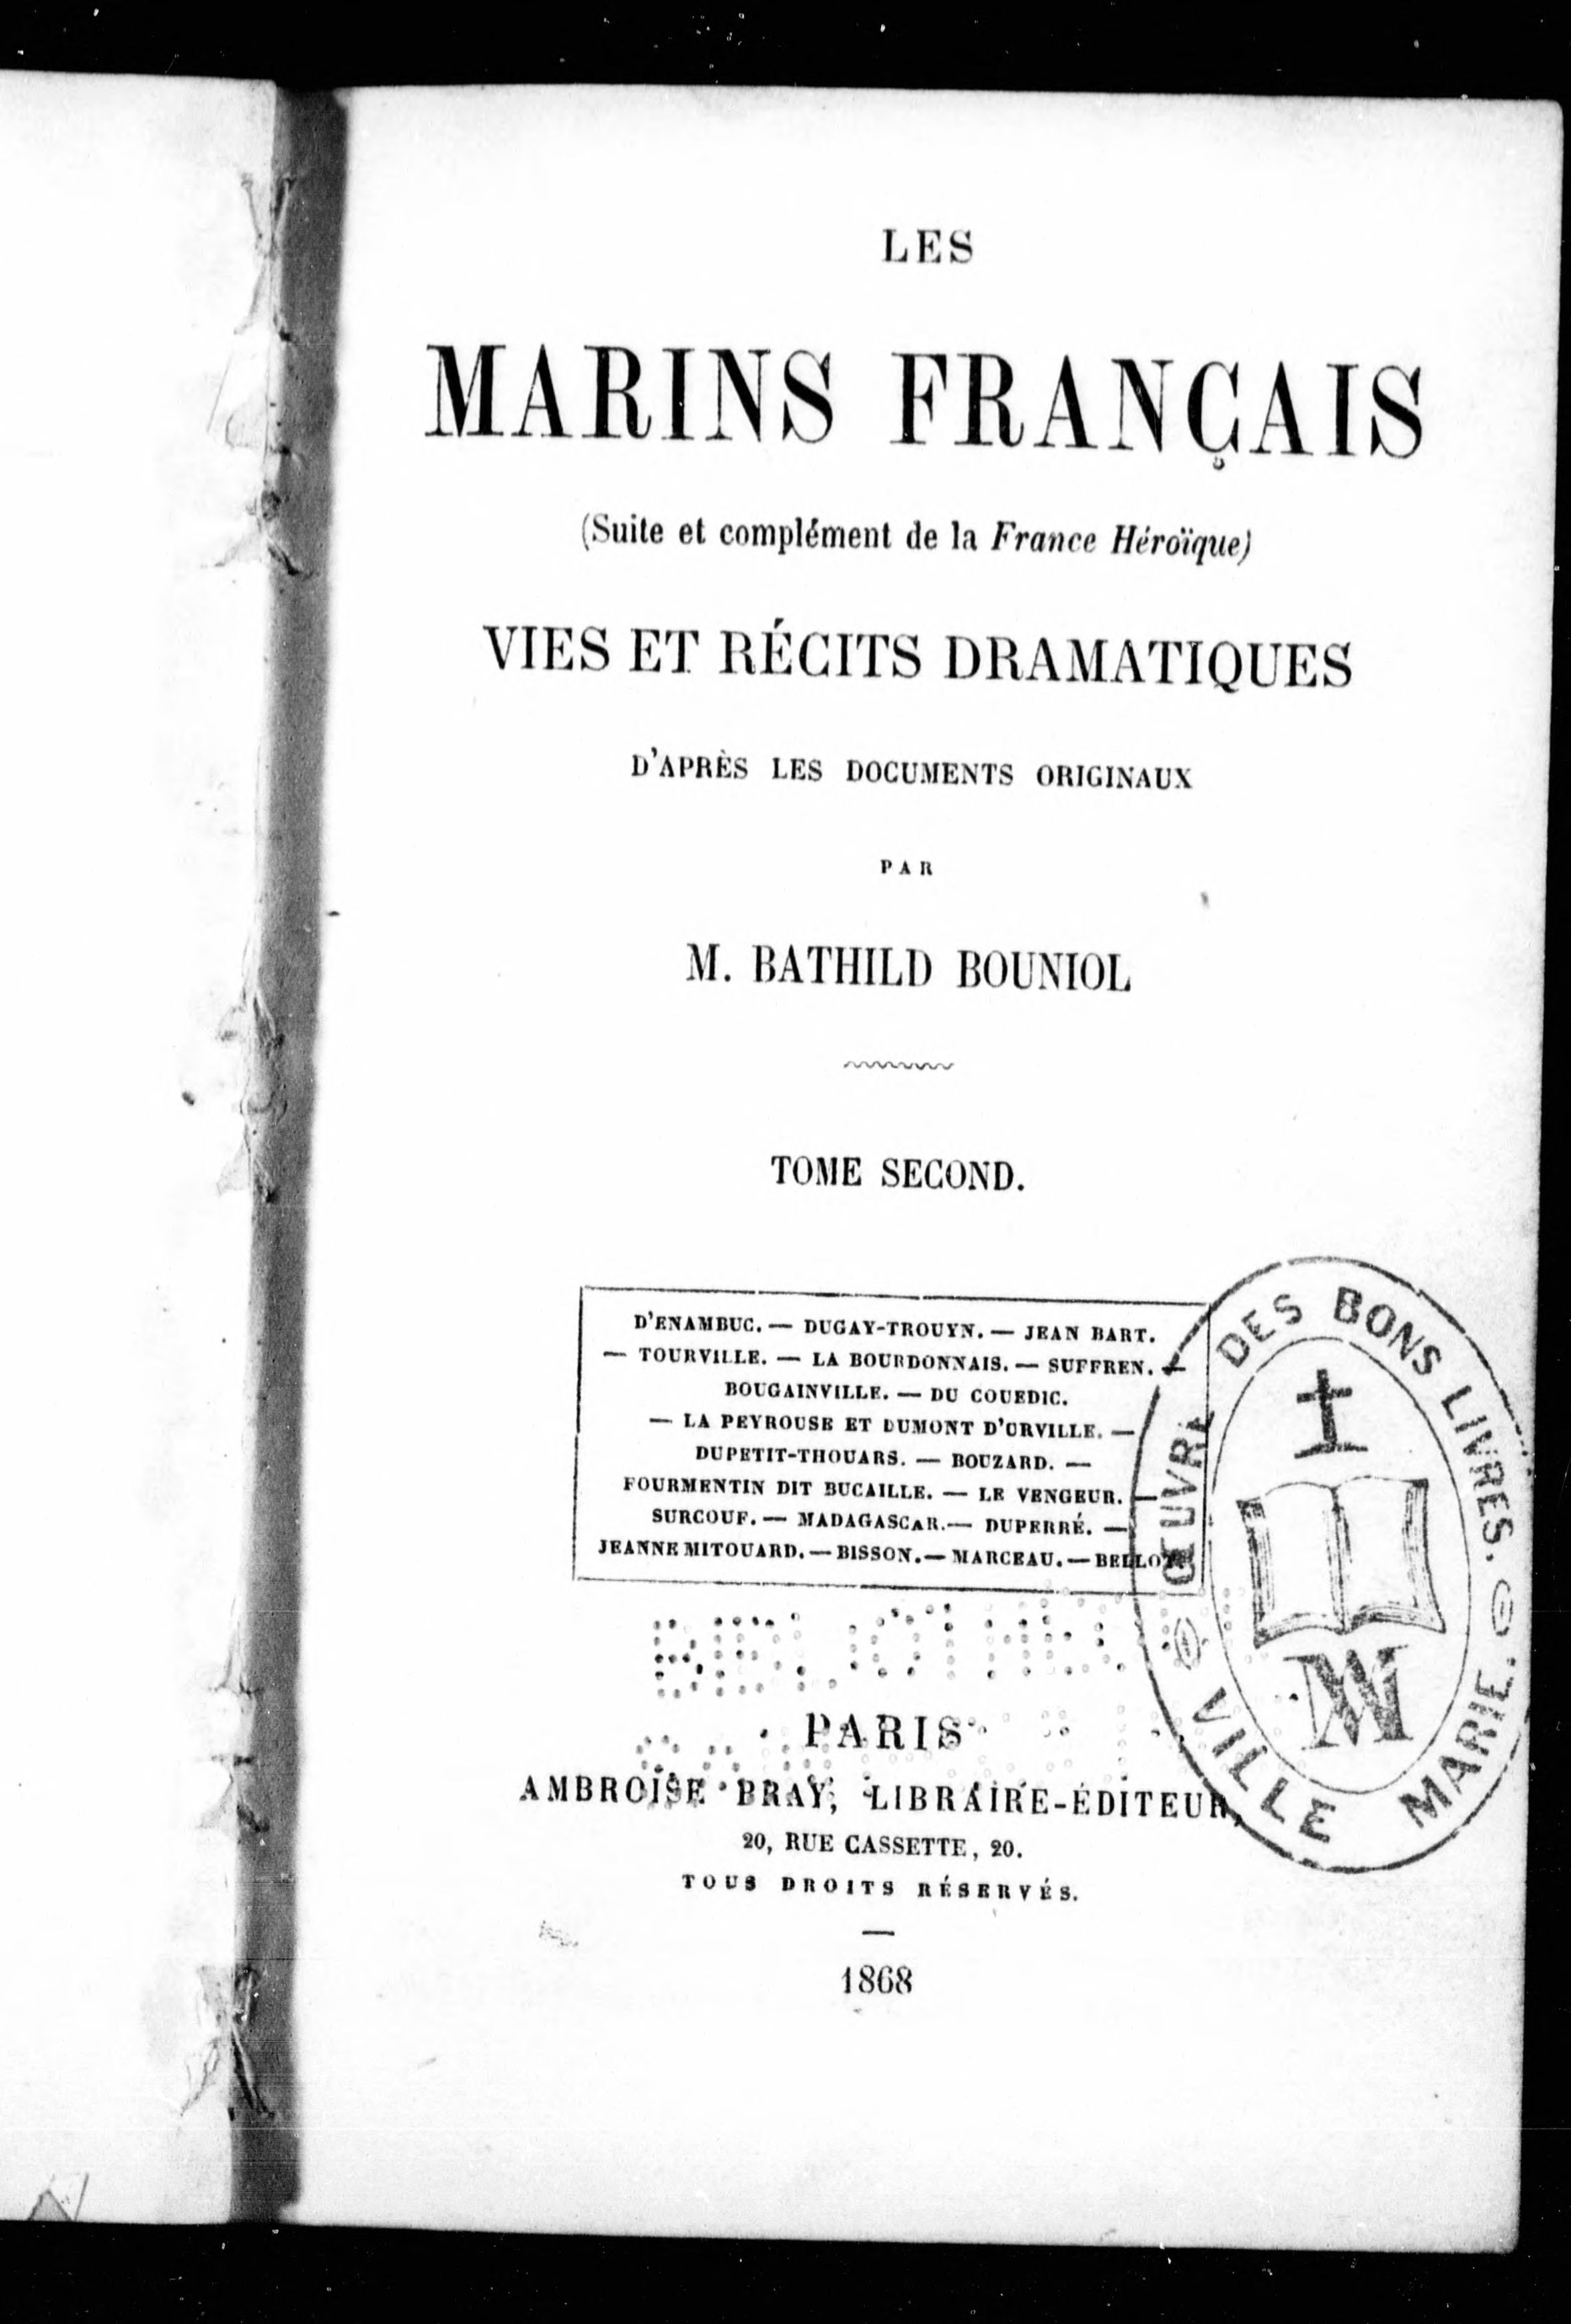 LES
MARINS FRANÇAIS
(Suite et complément de la France Héroïque)
VIES ET RÉCITS DRAMATIQUES
D'APRÈS LES DOCUMENTS ORIGINAUX
PAR
M. BATHILD BOUNIOL
TOME SECOND.
D'ENAMBUC. — DUGAY-TROUYN. — JEAN BART.
— TOURVILLE. — LA BOURDONNAIS. — SUFFREN. —
BOUGAINVILLE. — DU COUEDIC.
— LA PEYROUSE ET DUMONT D'URVILLE. —
DUPETIT-THOUARS. — BOUZARD. —
FOURMENTIN DIT BUCAILLE. — LE VENGEUR. —
SURCOUF. — MADAGASCAR. — DUPERRÉ. —
JEANNE MITOUARD. — BISSON. — MARCEAU. — BELLOT.
ŒUVRE DES BONS LIVRES.
VILLE MARIE.
PARIS
AMBROISE BRAY, LIBRAIRE-ÉDITEUR,
20, RUE CASSETTE, 20.
TOUS DROITS RÉSERVÉS.
1868